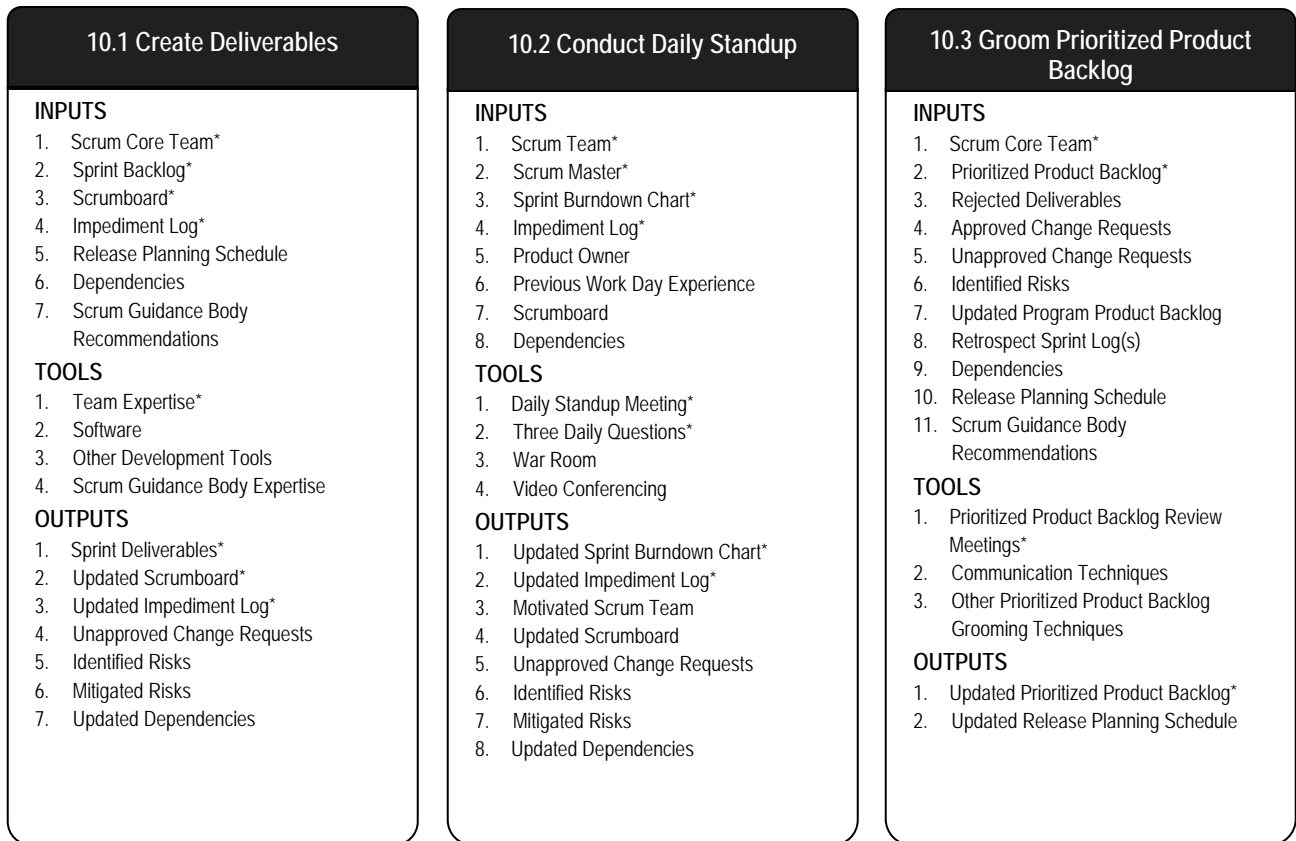 10.1 Create Deliverables
INPUTS
1. Scrum Core Team*
2. Sprint Backlog*
3. Scrumboard*
4. Impediment Log*
5. Release Planning Schedule
6. Dependencies
7. Scrum Guidance Body
Recommendations
TOOLS
1. Team Expertise*
2. Software
3. Other Development Tools
4. Scrum Guidance Body Expertise
OUTPUTS
1. Sprint Deliverables*
2. Updated Scrumboard*
3. Updated Impediment Log*
4. Unapproved Change Requests
5. Identified Risks
6. Mitigated Risks
7. Updated Dependencies
10.2 Conduct Daily Standup
INPUTS
1. Scrum Team*
2. Scrum Master*
3. Sprint Burndown Chart*
4. Impediment Log*
5. Product Owner
6. Previous Work Day Experience
7. Scrumboard
8. Dependencies
TOOLS
1. Daily Standup Meeting*
2. Three Daily Questions*
3. War Room
4. Video Conferencing
OUTPUTS
1. Updated Sprint Burndown Chart*
2. Updated Impediment Log*
3. Motivated Scrum Team
4. Updated Scrumboard
5. Unapproved Change Requests
6. Identified Risks
7. Mitigated Risks
8. Updated Dependencies
10.3 Groom Prioritized Product
Backlog
INPUTS
1. Scrum Core Team*
2. Prioritized Product Backlog*
3. Rejected Deliverables
4. Approved Change Requests
5. Unapproved Change Requests
6. Identified Risks
7. Updated Program Product Backlog
8. Retrospect Sprint Log(s)
9. Dependencies
10. Release Planning Schedule
11. Scrum Guidance Body
Recommendations
TOOLS
1. Prioritized Product Backlog Review
Meetings*
2. Communication Techniques
3. Other Prioritized Product Backlog
Grooming Techniques
OUTPUTS
1. Updated Prioritized Product Backlog*
2. Updated Release Planning Schedule